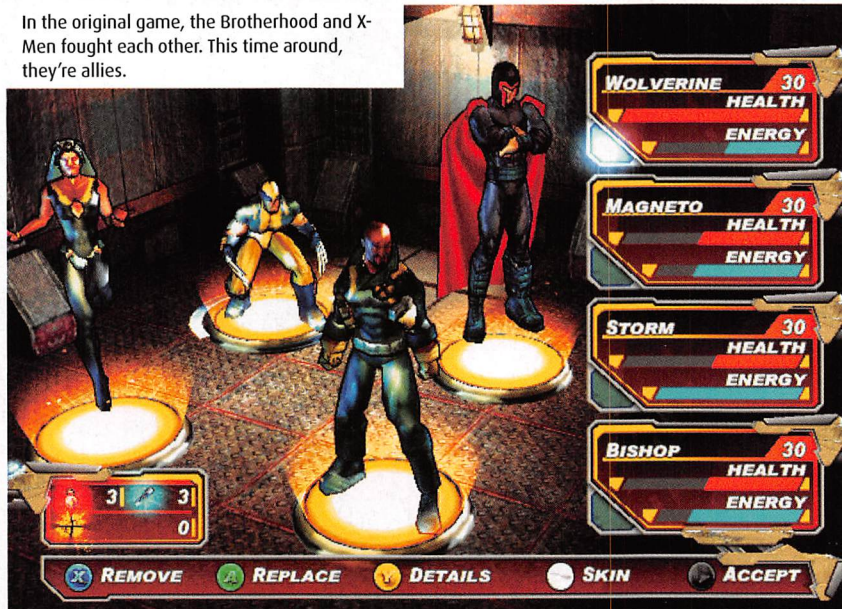 In the original game, the Brotherhood and X-
Men fought each other. This time around,
they're allies.
WOLVERINE 30
HEALTH
ENERGY
MAGNETO 30
HEALTH
ENERGY
STORM 30
HEALTH
ENERGY
BISHOP 30
HEALTH
ENERGY
3 3
0
X REMOVE A REPLACE Y DETAILS SKIN ACCEPT